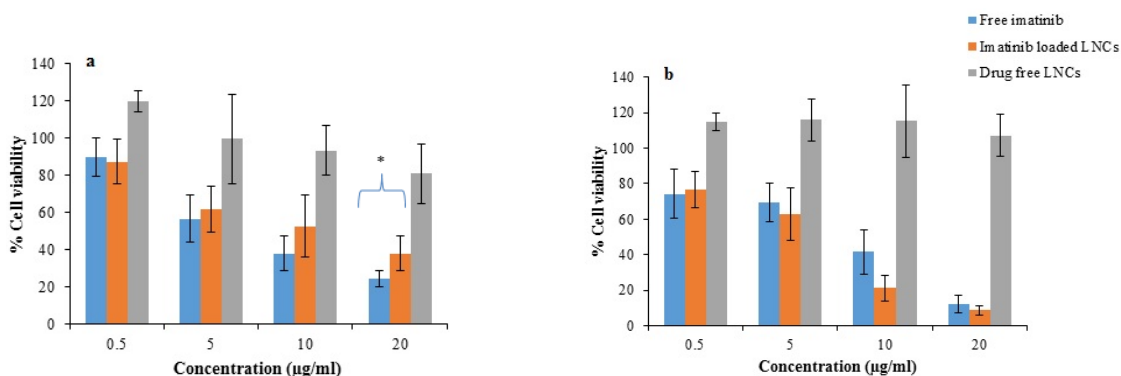 Free imatinib
Imatinib loaded LNCs
Drug free LNCs
a
% Cell viability
140
120
100
80
60
40
20
0
*
0.5 5 10 20
Concentration (µg/ml)
b
% Cell viability
140
120
100
80
60
40
20
0
0.5 5 10 20
Concentration (µg/ml)